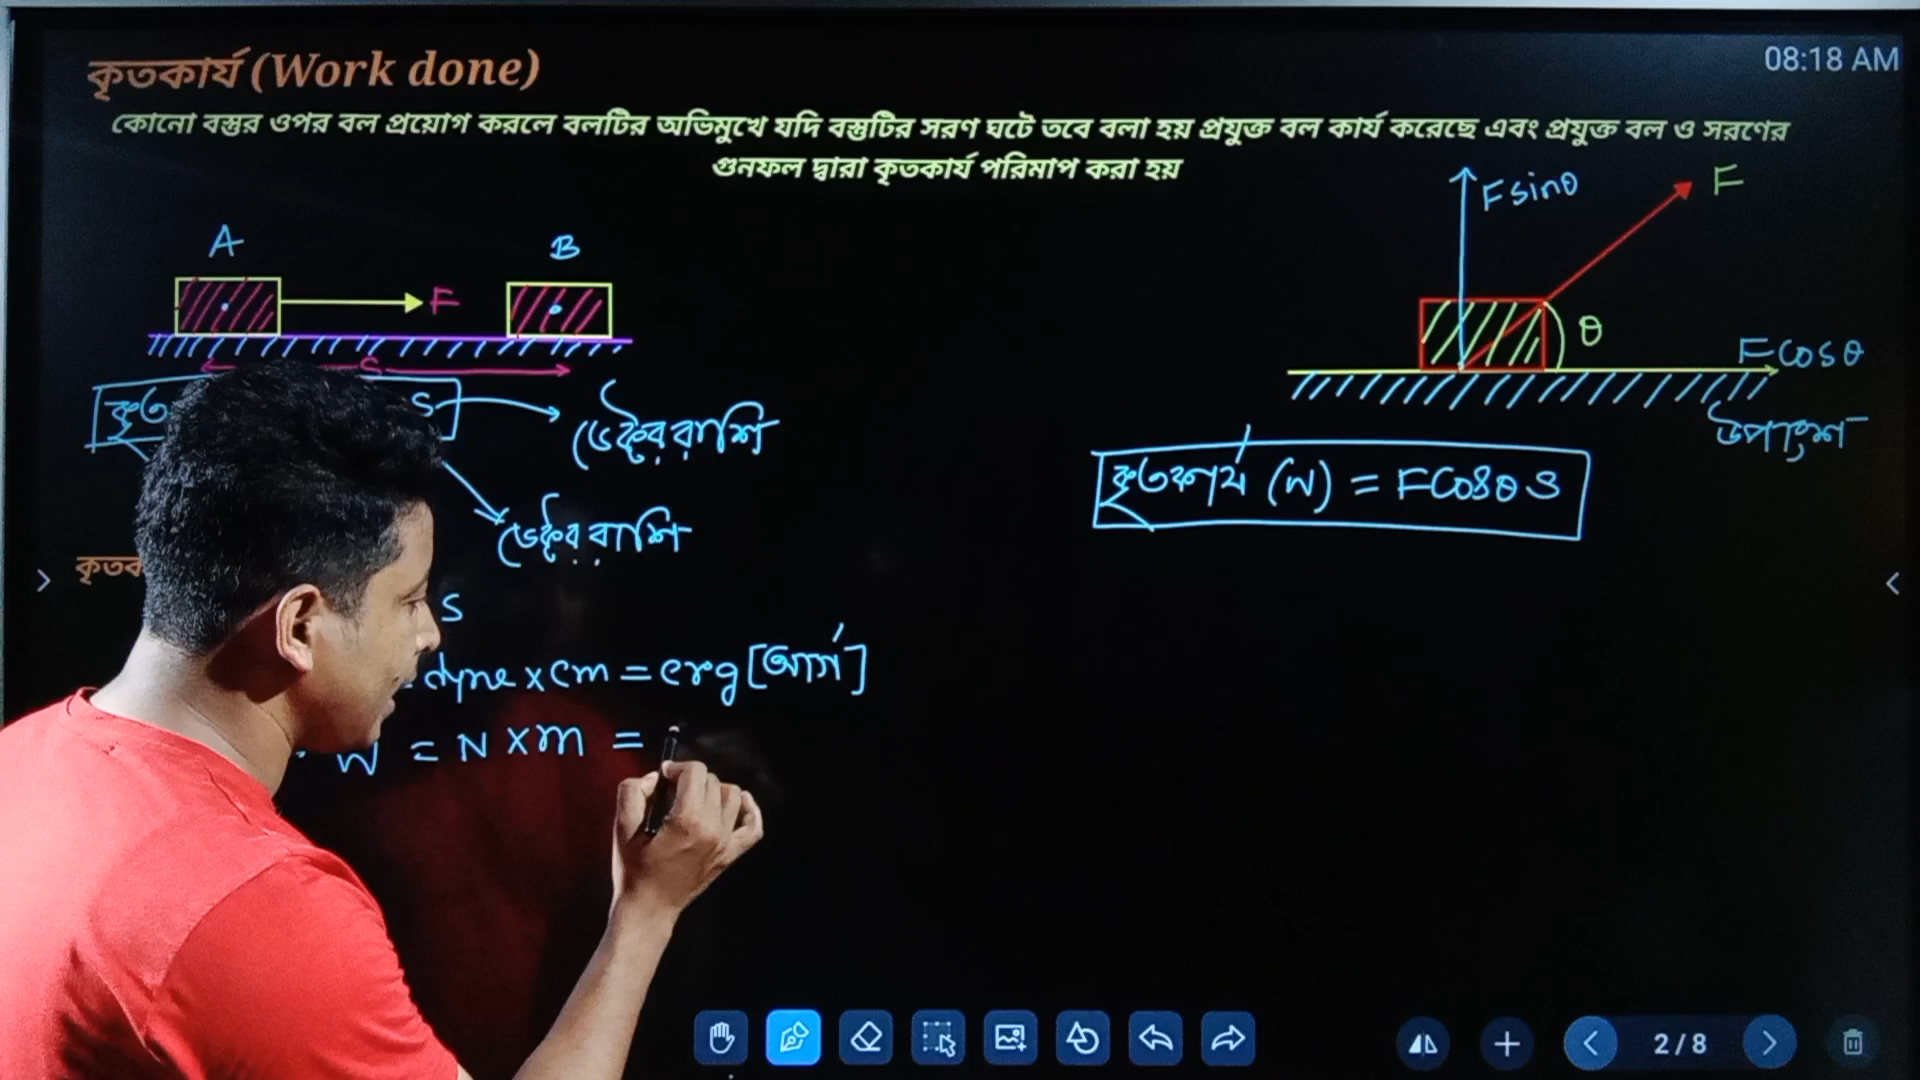 08:18 AM
কৃতকার্য (Work done)
কোনো বস্তুর ওপর বল প্রয়োগ করলে বলটির অভিমুখে যদি বস্তুটির সরণ ঘটে তবে বলা হয় প্রযুক্ত বল কার্য করেছে এবং প্রযুক্ত বল ও সরণের
গুনফল দ্বারা কৃতকার্য পরিমাপ করা হয়
F sinθ
F
A
B
F
θ
F cosθ
S
উপাংশ
S
ভেক্টর রাশি
কৃতকার্য (W) = F cosθ S
ভেক্টর রাশি
S
dyne x cm = erg [আর্গ]
W = N x m =
2/8